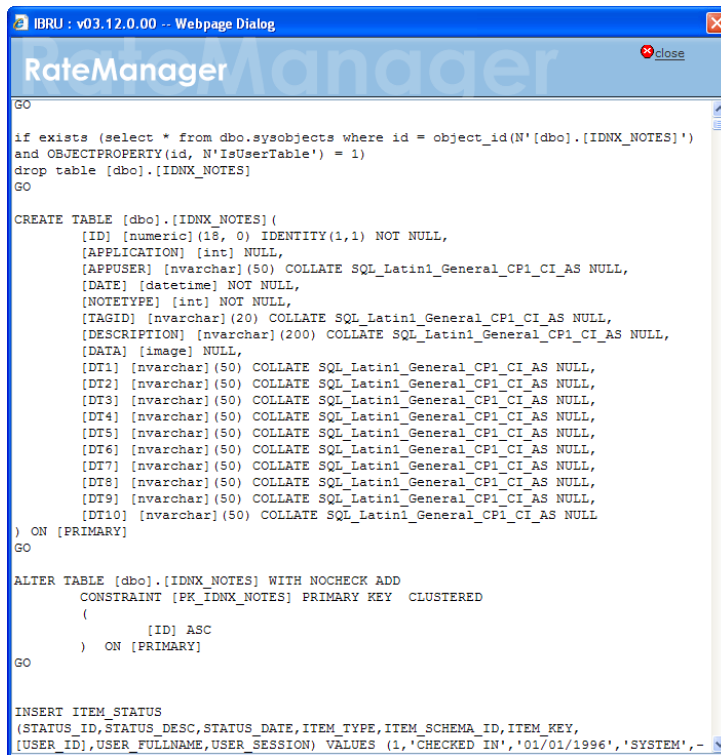 IBRU : v03.12.0.00 -- Webpage Dialog
RateManager
close
GO
if exists (select * from dbo.sysobjects where id = object_id(N'[dbo].[IDNX_NOTES]')
and OBJECTPROPERTY(id, N'IsUserTable') = 1)
drop table [dbo].[IDNX_NOTES]
GO
CREATE TABLE [dbo].[IDNX_NOTES](
[ID] [numeric](18, 0) IDENTITY(1,1) NOT NULL,
[APPLICATION] [int] NULL,
[APPUSER] [nvarchar](50) COLLATE SQL_Latin1_General_CP1_CI_AS NULL,
[DATE] [datetime] NOT NULL,
[NOTETYPE] [int] NOT NULL,
[TAGID] [nvarchar](20) COLLATE SQL_Latin1_General_CP1_CI_AS NULL,
[DESCRIPTION] [nvarchar](200) COLLATE SQL_Latin1_General_CP1_CI_AS NULL,
[DATA] [image] NULL,
[DT1] [nvarchar](50) COLLATE SQL_Latin1_General_CP1_CI_AS NULL,
[DT2] [nvarchar](50) COLLATE SQL_Latin1_General_CP1_CI_AS NULL,
[DT3] [nvarchar](50) COLLATE SQL_Latin1_General_CP1_CI_AS NULL,
[DT4] [nvarchar](50) COLLATE SQL_Latin1_General_CP1_CI_AS NULL,
[DT5] [nvarchar](50) COLLATE SQL_Latin1_General_CP1_CI_AS NULL,
[DT6] [nvarchar](50) COLLATE SQL_Latin1_General_CP1_CI_AS NULL,
[DT7] [nvarchar](50) COLLATE SQL_Latin1_General_CP1_CI_AS NULL,
[DT8] [nvarchar](50) COLLATE SQL_Latin1_General_CP1_CI_AS NULL,
[DT9] [nvarchar](50) COLLATE SQL_Latin1_General_CP1_CI_AS NULL,
[DT10] [nvarchar](50) COLLATE SQL_Latin1_General_CP1_CI_AS NULL
) ON [PRIMARY]
GO
ALTER TABLE [dbo].[IDNX_NOTES] WITH NOCHECK ADD
CONSTRAINT [PK_IDNX_NOTES] PRIMARY KEY  CLUSTERED
(
[ID] ASC
)  ON [PRIMARY]
GO
INSERT ITEM_STATUS
(STATUS_ID,STATUS_DESC,STATUS_DATE,ITEM_TYPE,ITEM_SCHEMA_ID,ITEM_KEY,
[USER_ID],USER_FULLNAME,USER_SESSION) VALUES (1,'CHECKED IN','01/01/1996','SYSTEM',-